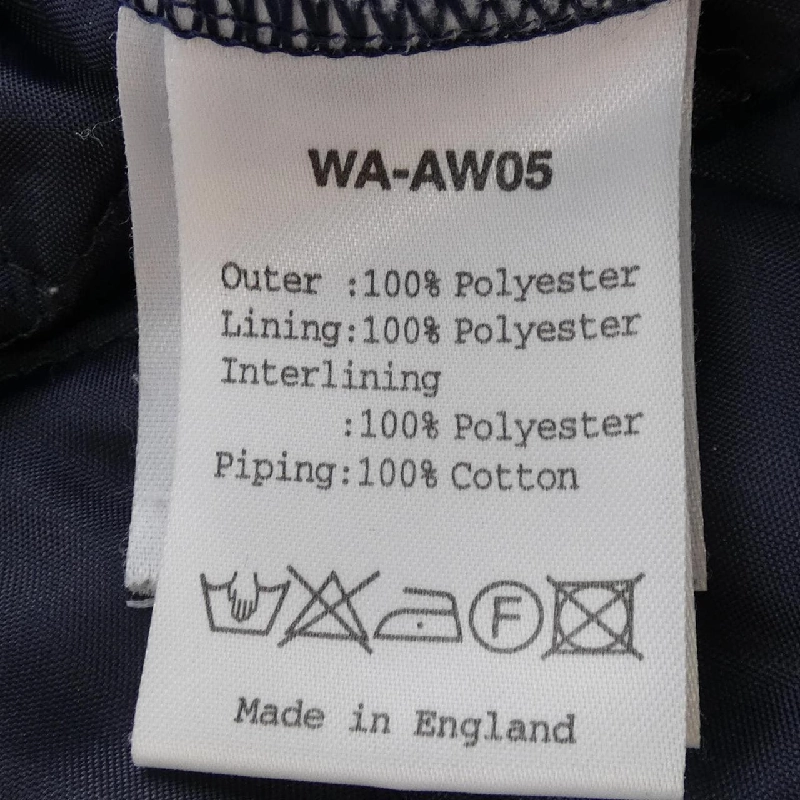 WA-AW05
Outer :100% Polyester
Lining:100% Polyester
Interlining
:100% Polyester
Piping:100% Cotton
F
Made in England